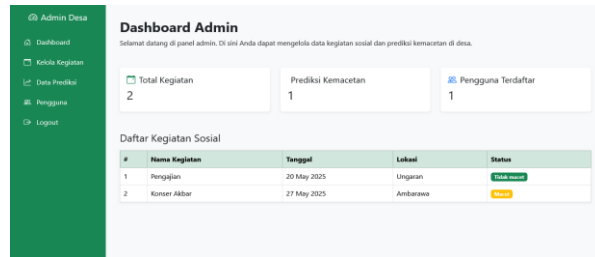 Admin Desa
Dashboard
Kelola Kegiatan
Data Prediksi
Pengguna
Logout
Dashboard Admin
Selamat datang di panel admin. Di sini Anda dapat mengelola data kegiatan sosial dan prediksi kemacetan di desa.
Total Kegiatan
2
Prediksi Kemacetan
1
Pengguna Terdaftar
1
Daftar Kegiatan Sosial
# Nama Kegiatan Tanggal Lokasi Status
1 Pengajian 20 May 2025 Ungaran Tidak macet
2 Konser Akbar 27 May 2025 Ambarawa Macet